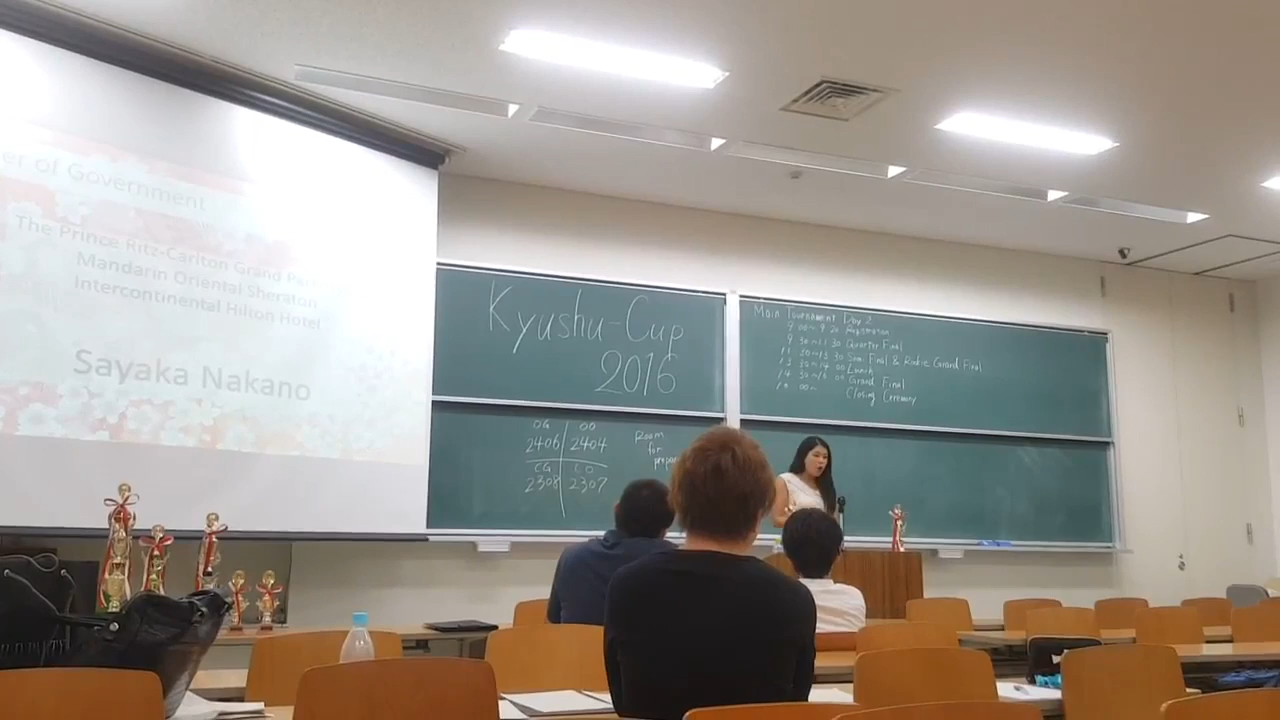 er of Government
The Prince Ritz-Carlton Grand
Mandarin Oriental Sheraton
Intercontinental Hilton Hotel
Sayaka Nakano
Kyushu-Cup
2016
Main Tournament Day 2
9 00~ 9 20 Registration
9 30~11 30 Quarter Final
11 30~13 30 Semi Final & Rookie Grand Final
13 30~14 00 Lunch
14 30~16 00 Grand Final
Closing Ceremony
OG OO
2406 2404
CG CO
2308 2307
Room
for
prepa